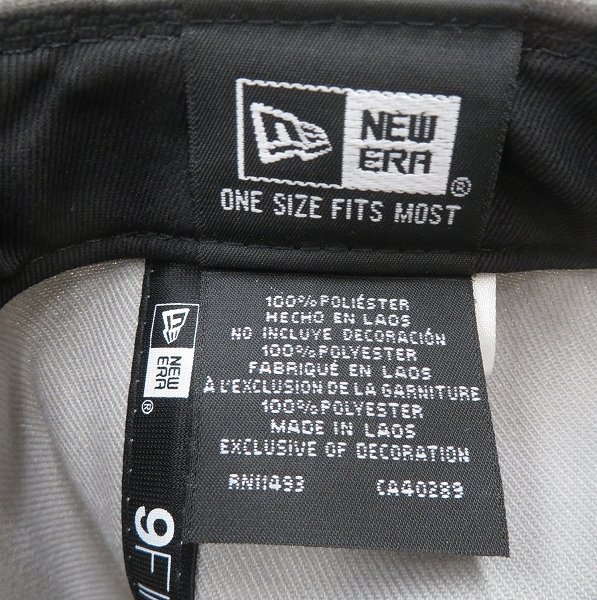 NEW
ERA
®
ONE SIZE FITS MOST
100% POLIÉSTER
HECHO EN LAOS
NO INCLUYE DECORACIÓN
100% POLYESTER
FABRIQUÉ EN LAOS
À L'EXCLUSION DE LA GARNITURE
100% POLYESTER
MADE IN LAOS
EXCLUSIVE OF DECORATION
RN11493 CA40289
NEW
ERA
®